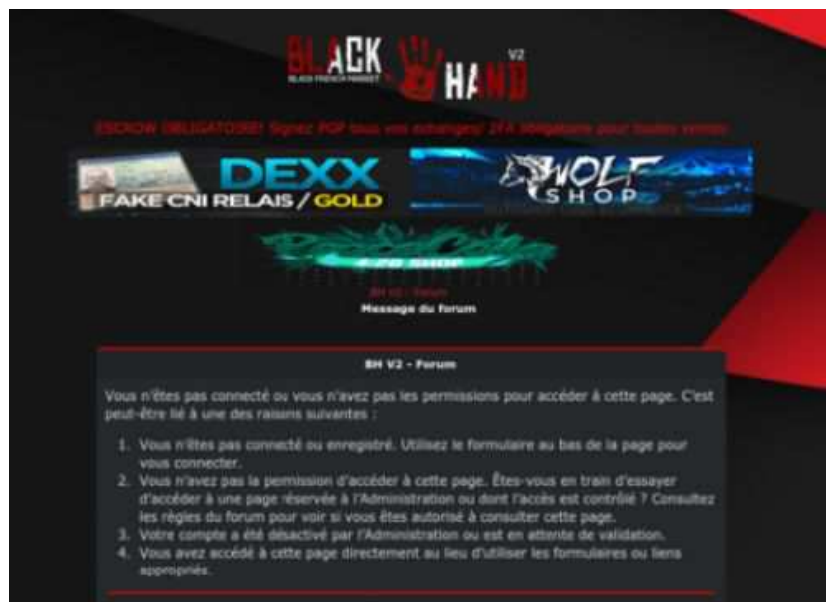 BLACK HAND V2
BLACK FRENCH MARKET
ESCROW OBLIGATOIRE! Signez PGP tous vos échanges! 2FA obligatoire pour toutes ventes
DEXX
FAKE CNI RELAIS / GOLD
WOLF
SHOP
4:20 SHOP
BH V2 - Forum
Message du forum
BH V2 - Forum
Vous n'êtes pas connecté ou vous n'avez pas les permissions pour accéder à cette page. C'est
peut-être lié à une des raisons suivantes :
1. Vous n'êtes pas connecté ou enregistré. Utilisez le formulaire au bas de la page pour
vous connecter.
2. Vous n'avez pas la permission d'accéder à cette page. Êtes-vous en train d'essayer
d'accéder à une page réservée à l'Administration ou dont l'accès est contrôlé ? Consultez
les règles du forum pour voir si vous êtes autorisé à consulter cette page.
3. Votre compte a été désactivé par l'Administration ou est en attente de validation.
4. Vous avez accédé à cette page directement au lieu d'utiliser les formulaires ou liens
appropriés.